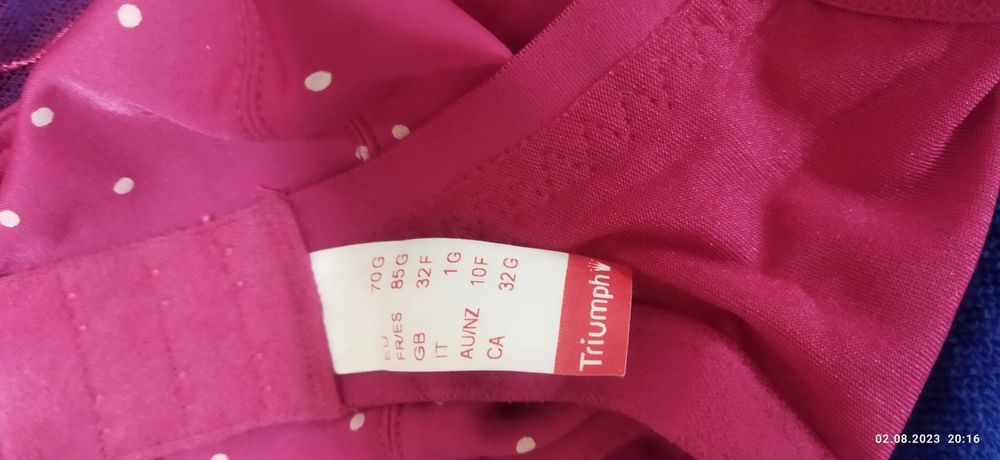 EU 70G
FR/ES 85G
GB 32F
IT 1G
AU/NZ 10F
CA 32G
Triumph
02.08.2023 20:16